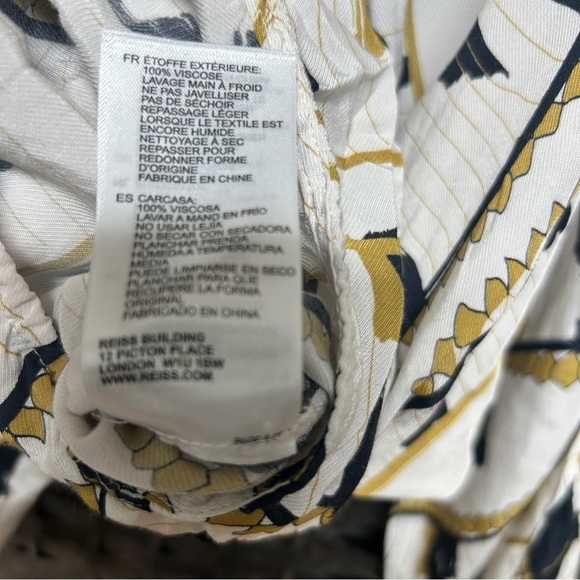 FR ÉTOFFE EXTÉRIEURE:
100% VISCOSE
LAVAGE MAIN À FROID
NE PAS JAVELLISER
PAS DE SÉCHOIR
REPASSAGE LÉGER
LORSQUE LE TEXTILE EST
ENCORE HUMIDE
NETTOYAGE À SEC
REPASSER POUR
REDONNER FORME
D'ORIGINE
FABRIQUE EN CHINE
ES CARCASA:
100% VISCOSA
LAVAR A MANO EN FRÍO
NO USAR LEJÍA
NO SECAR CON SECADORA
PLANCHAR PRENDA
HÚMEDA A TEMPERATURA
MEDIA
PUEDE LIMPIARSE EN SECO
PLANCHAR PARA QUE
RECUPERE LA FORMA
ORIGINAL
FABRICADO EN CHINA
REISS BUILDING
12 PICTON PLACE
LONDON W1U 1BW
WWW.REISS.COM